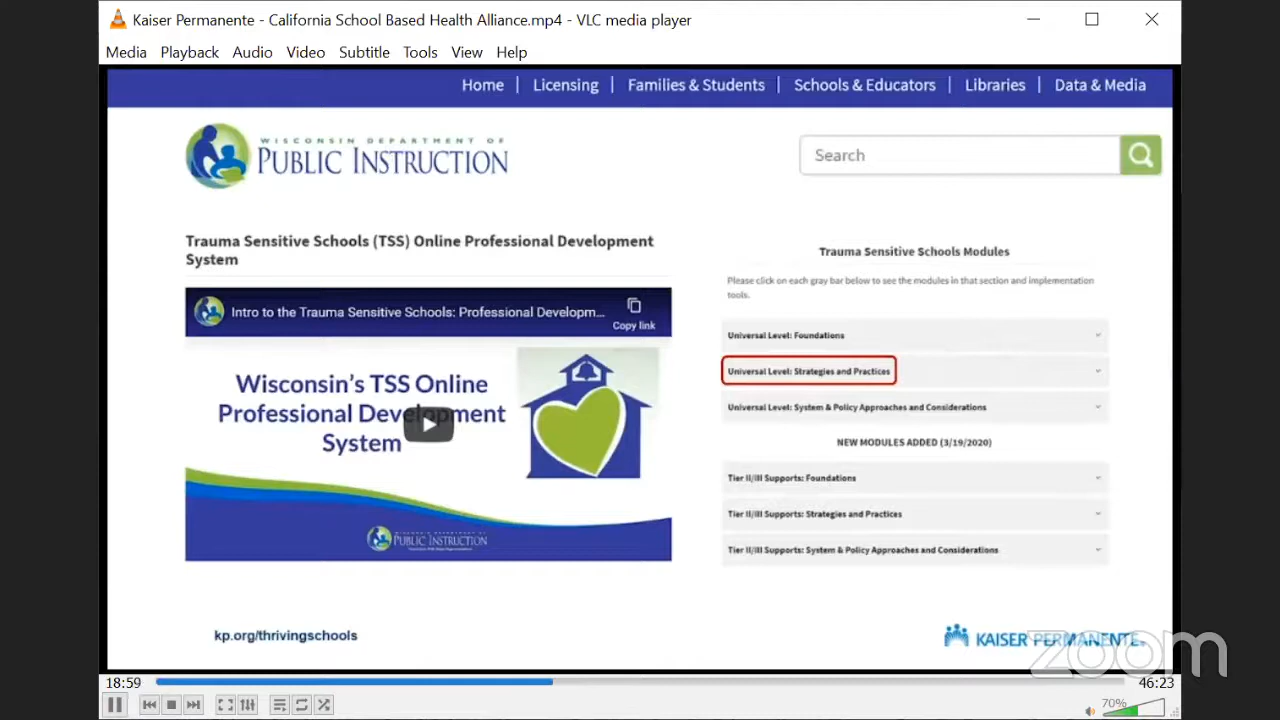 Kaiser Permanente - California School Based Health Alliance.mp4 - VLC media player
Media Playback Audio Video Subtitle Tools View Help
Home | Licensing | Families & Students | Schools & Educators | Libraries | Data & Media
WISCONSIN DEPARTMENT OF
PUBLIC INSTRUCTION
Search
Trauma Sensitive Schools (TSS) Online Professional Development
System
Intro to the Trauma Sensitive Schools: Professional Developm...
Copy link
Wisconsin's TSS Online
Professional Development
System
PUBLIC INSTRUCTION
Trauma Sensitive Schools Modules
Please click on each gray bar below to see the modules in that section and implementation
tools.
Universal Level: Foundations
Universal Level: Strategies and Practices
Universal Level: System & Policy Approaches and Considerations
NEW MODULES ADDED (3/19/2020)
Tier II/III Supports: Foundations
Tier II/III Supports: Strategies and Practices
Tier II/III Supports: System & Policy Approaches and Considerations
kp.org/thrivingschools
KAISER PERMANENTE
zoom
18:59
46:23
70%